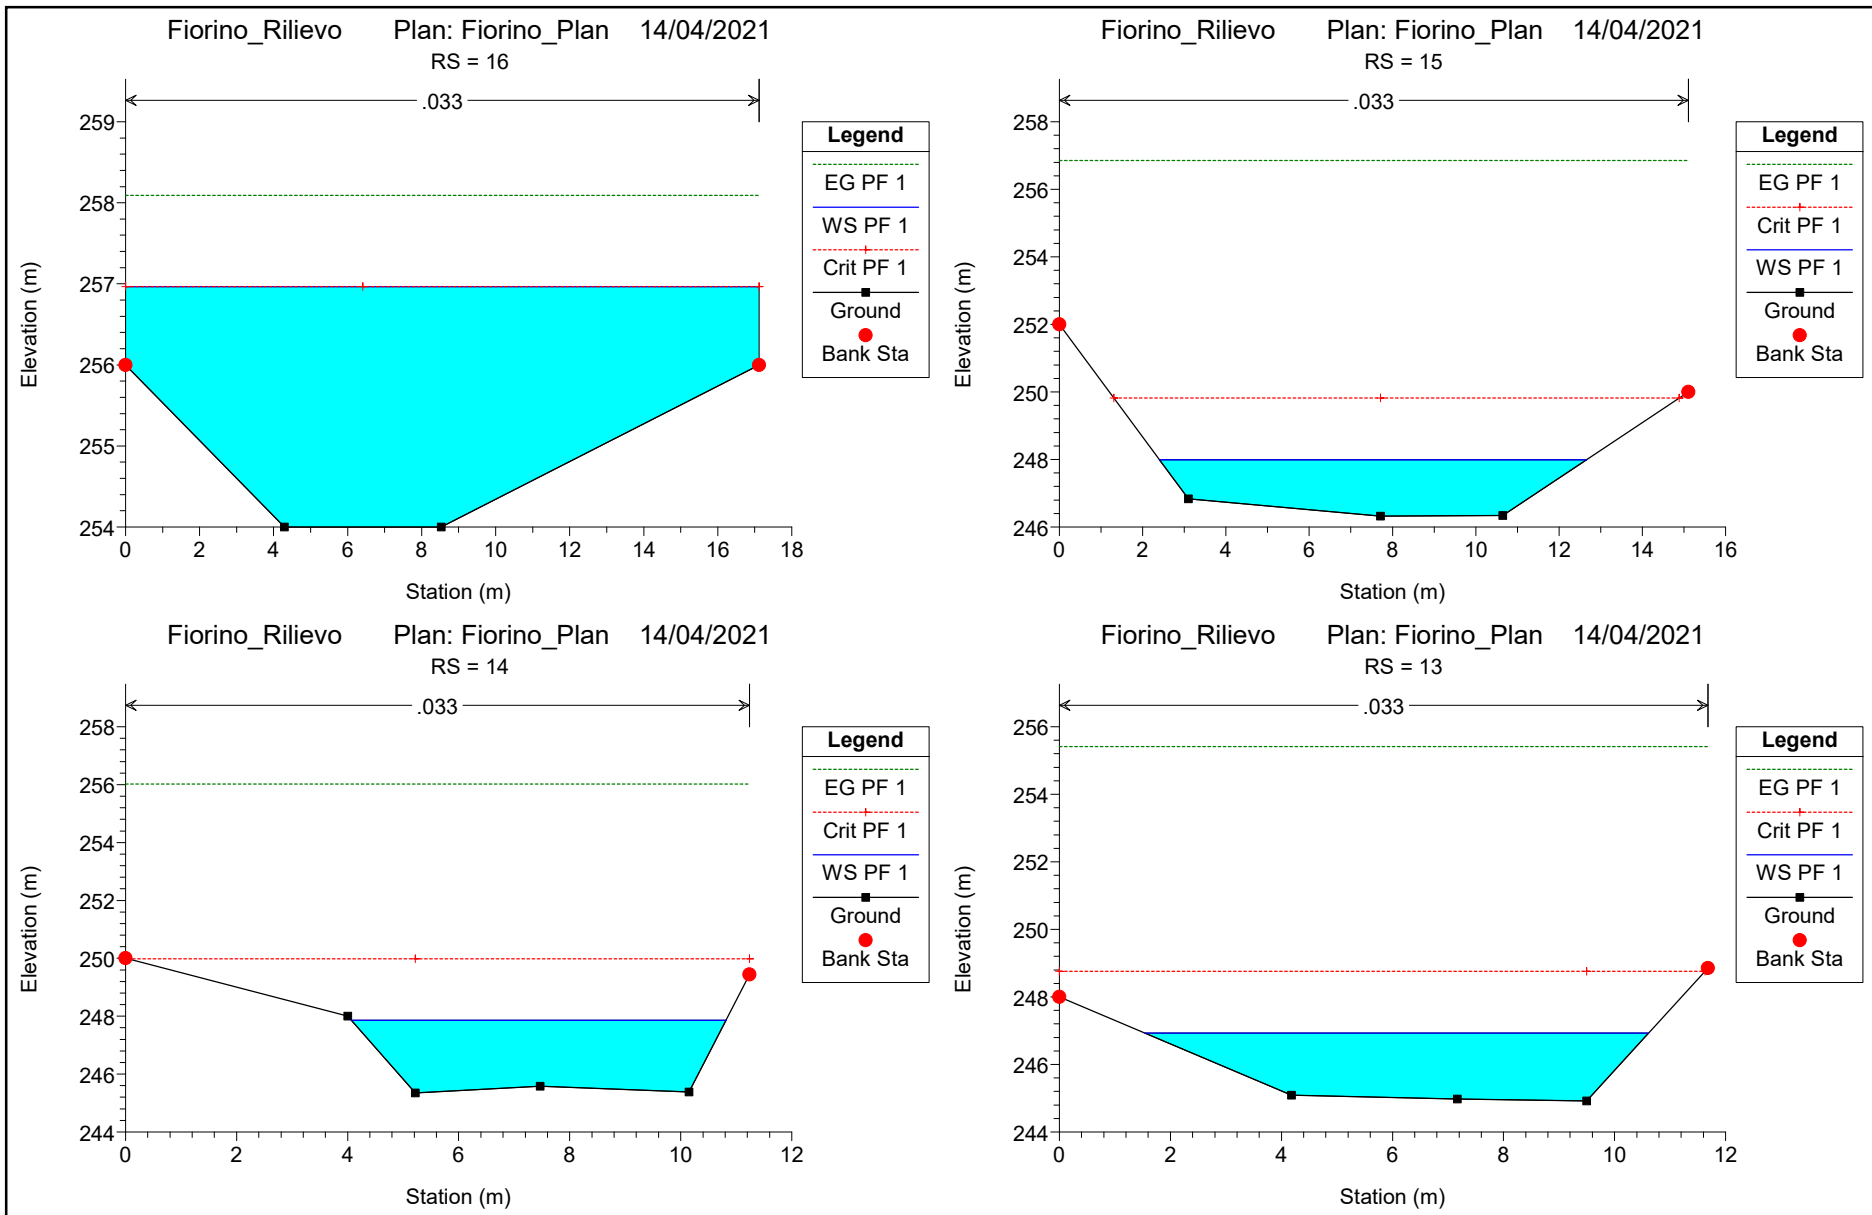 Fiorino_Rilievo Plan: Fiorino_Plan 14/04/2021
RS = 16
.033
259
258
257
256
255
254
Elevation (m)
0 2 4 6 8 10 12 14 16 18
Station (m)
Legend
EG PF 1
WS PF 1
Crit PF 1
Ground
Bank Sta
Fiorino_Rilievo Plan: Fiorino_Plan 14/04/2021
RS = 15
.033
258
256
254
252
250
248
246
Elevation (m)
0 2 4 6 8 10 12 14 16
Station (m)
Legend
EG PF 1
Crit PF 1
WS PF 1
Ground
Bank Sta
Fiorino_Rilievo Plan: Fiorino_Plan 14/04/2021
RS = 14
.033
258
256
254
252
250
248
246
244
Elevation (m)
0 2 4 6 8 10 12
Station (m)
Legend
EG PF 1
Crit PF 1
WS PF 1
Ground
Bank Sta
Fiorino_Rilievo Plan: Fiorino_Plan 14/04/2021
RS = 13
.033
256
254
252
250
248
246
244
Elevation (m)
0 2 4 6 8 10 12
Station (m)
Legend
EG PF 1
Crit PF 1
WS PF 1
Ground
Bank Sta